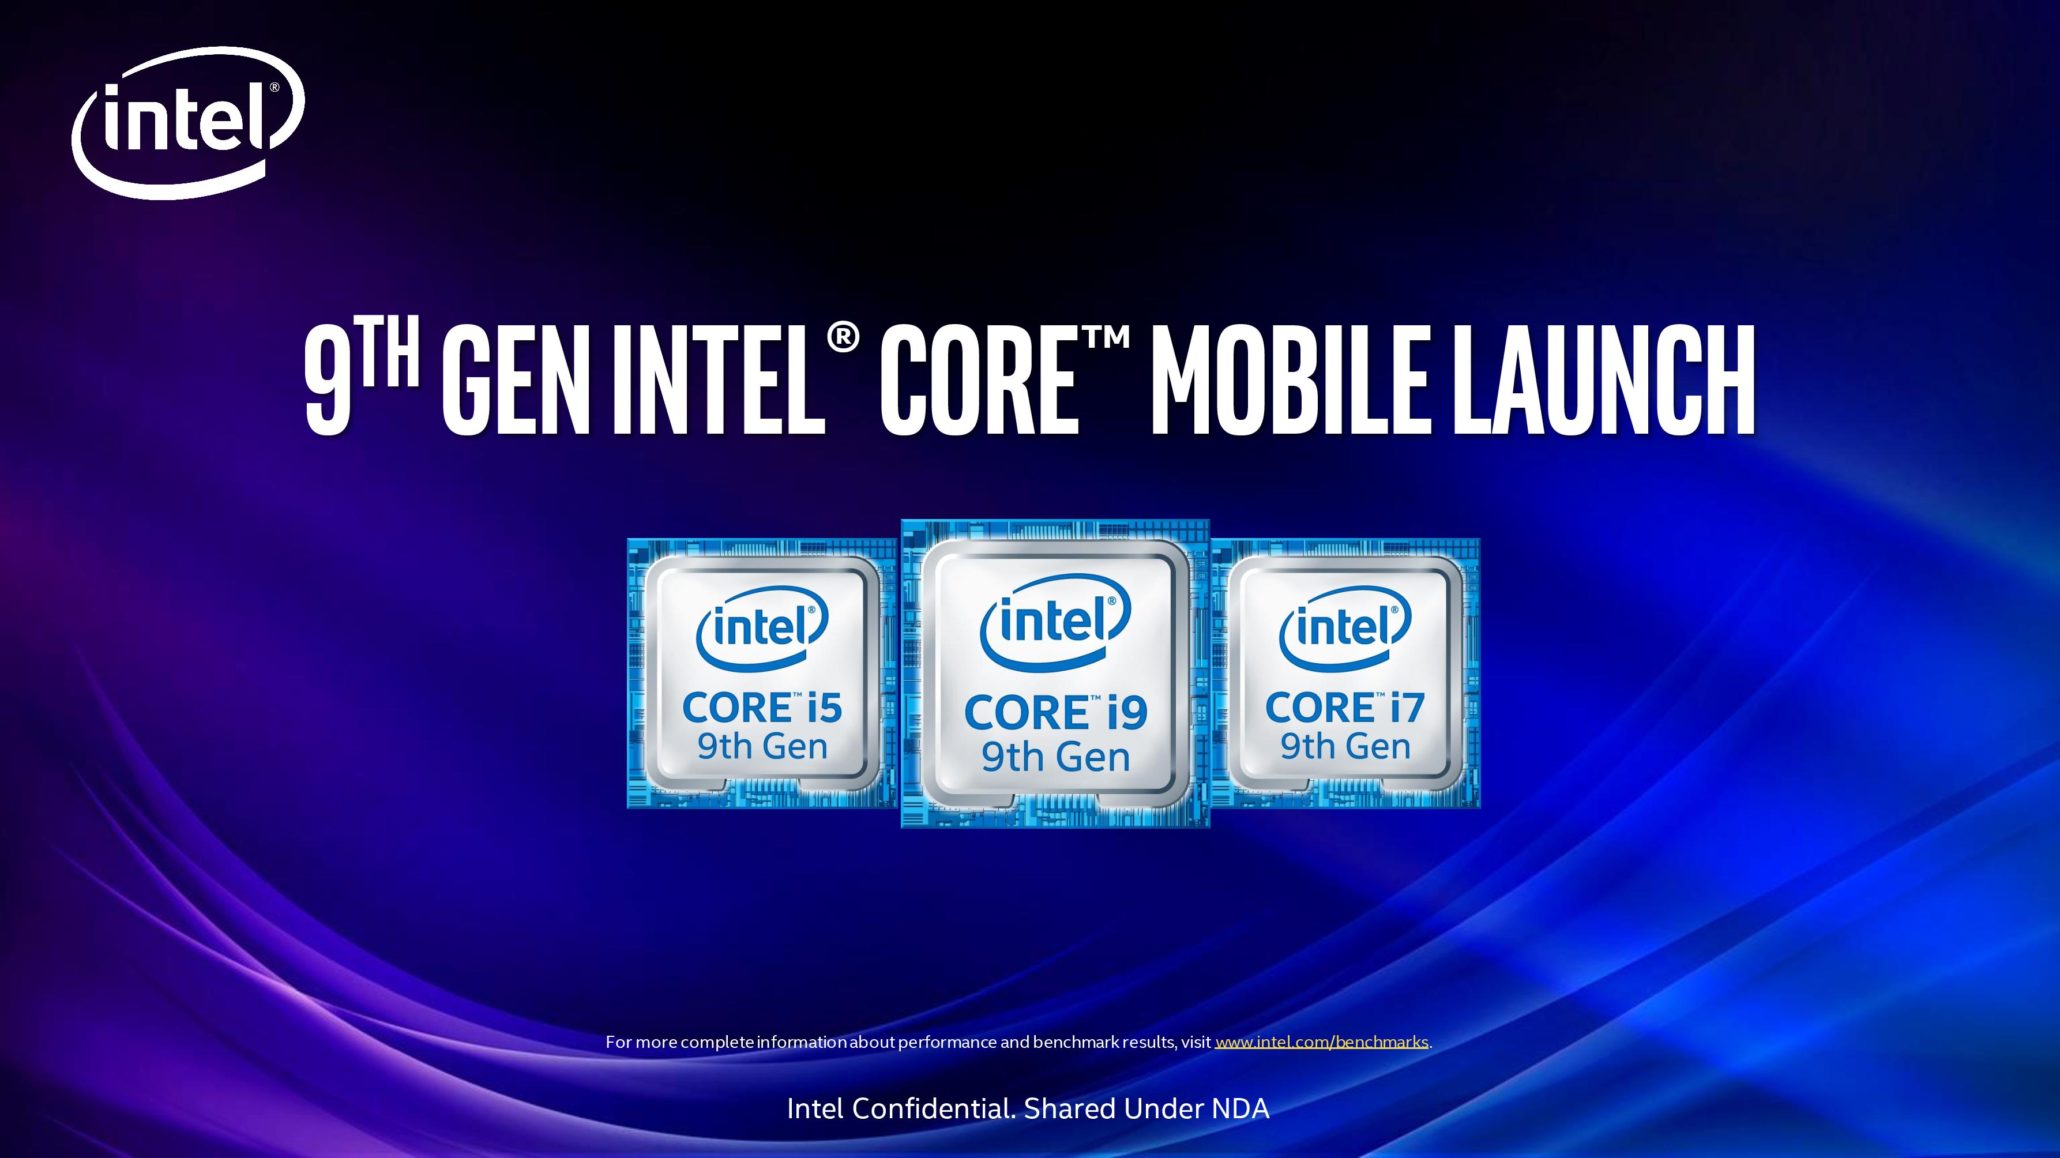 intel®
9TH GEN INTEL® CORE™ MOBILE LAUNCH
intel®
CORE™ i5
9th Gen
intel®
CORE™ i9
9th Gen
intel®
CORE™ i7
9th Gen
For more complete information about performance and benchmark results, visit www.intel.com/benchmarks.
Intel Confidential. Shared Under NDA